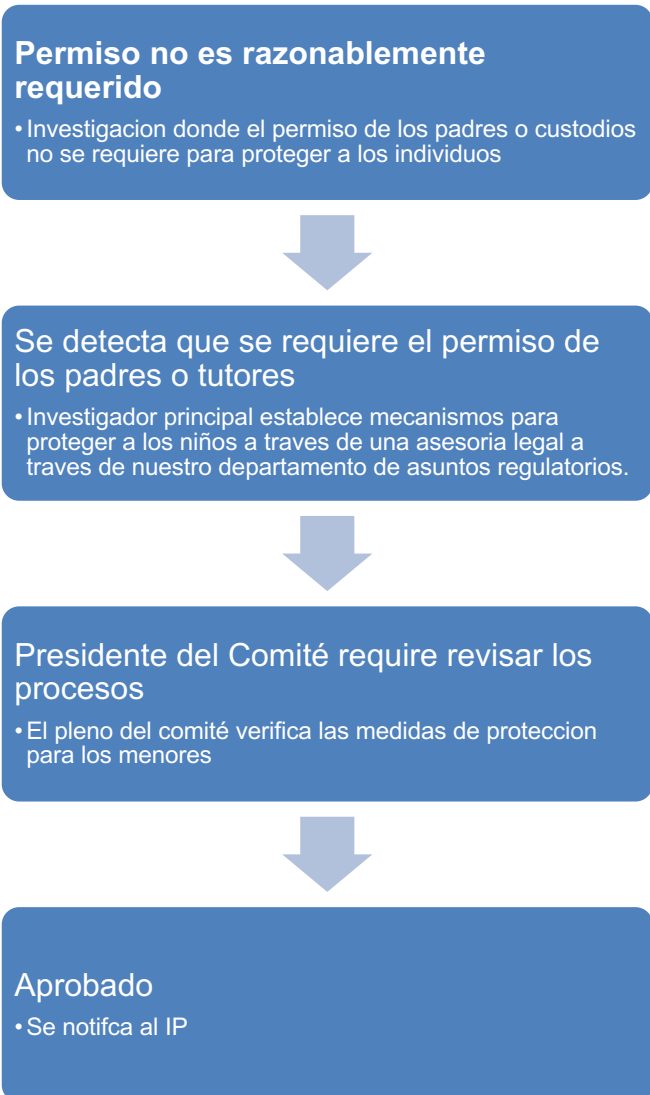 Permiso no es razonablemente
requerido
• Investigacion donde el permiso de los padres o custodios
no se requiere para proteger a los individuos
Se detecta que se requiere el permiso de
los padres o tutores
• Investigador principal establece mecanismos para
proteger a los niños a traves de una asesoria legal a
traves de nuestro departamento de asuntos regulatorios.
Presidente del Comité require revisar los
procesos
• El pleno del comité verifica las medidas de proteccion
para los menores
Aprobado
• Se notifca al IP